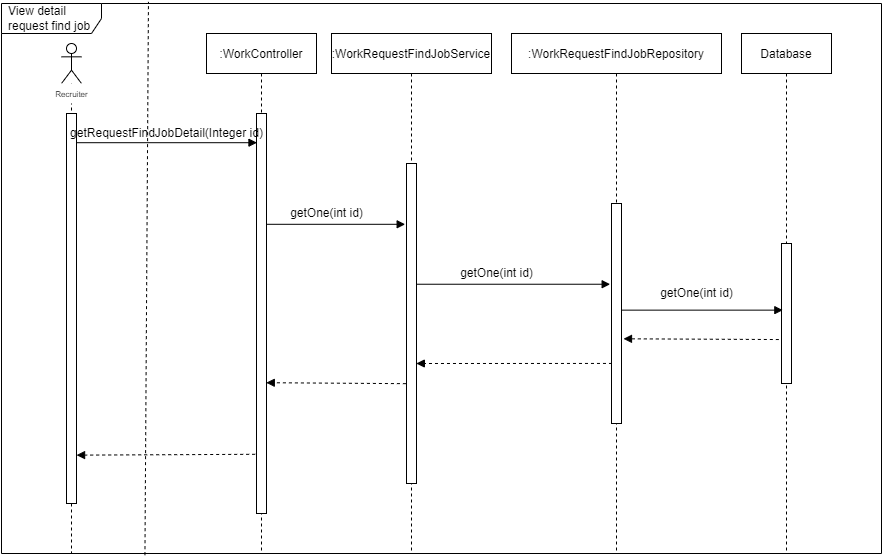 View detail
request find job
:WorkController
:WorkRequestFindJobService
:WorkRequestFindJobRepository
Database
Recruiter
getRequestFindJobDetail(Integer id)
getOne(int id)
getOne(int id)
getOne(int id)